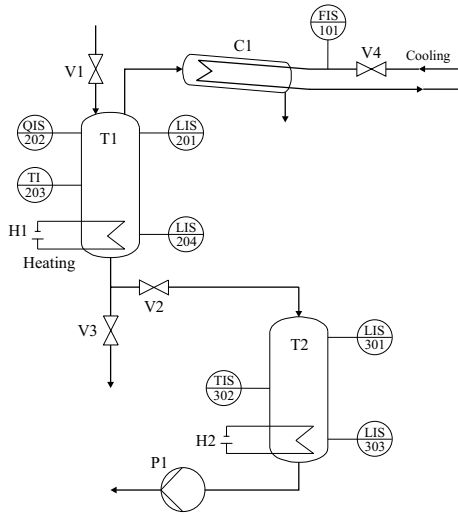 FIS
101
C1
V4
Cooling
V1
QIS
202
T1
LIS
201
TI
203
H1
LIS
204
Heating
V2
V3
T2
LIS
301
TIS
302
H2
LIS
303
P1